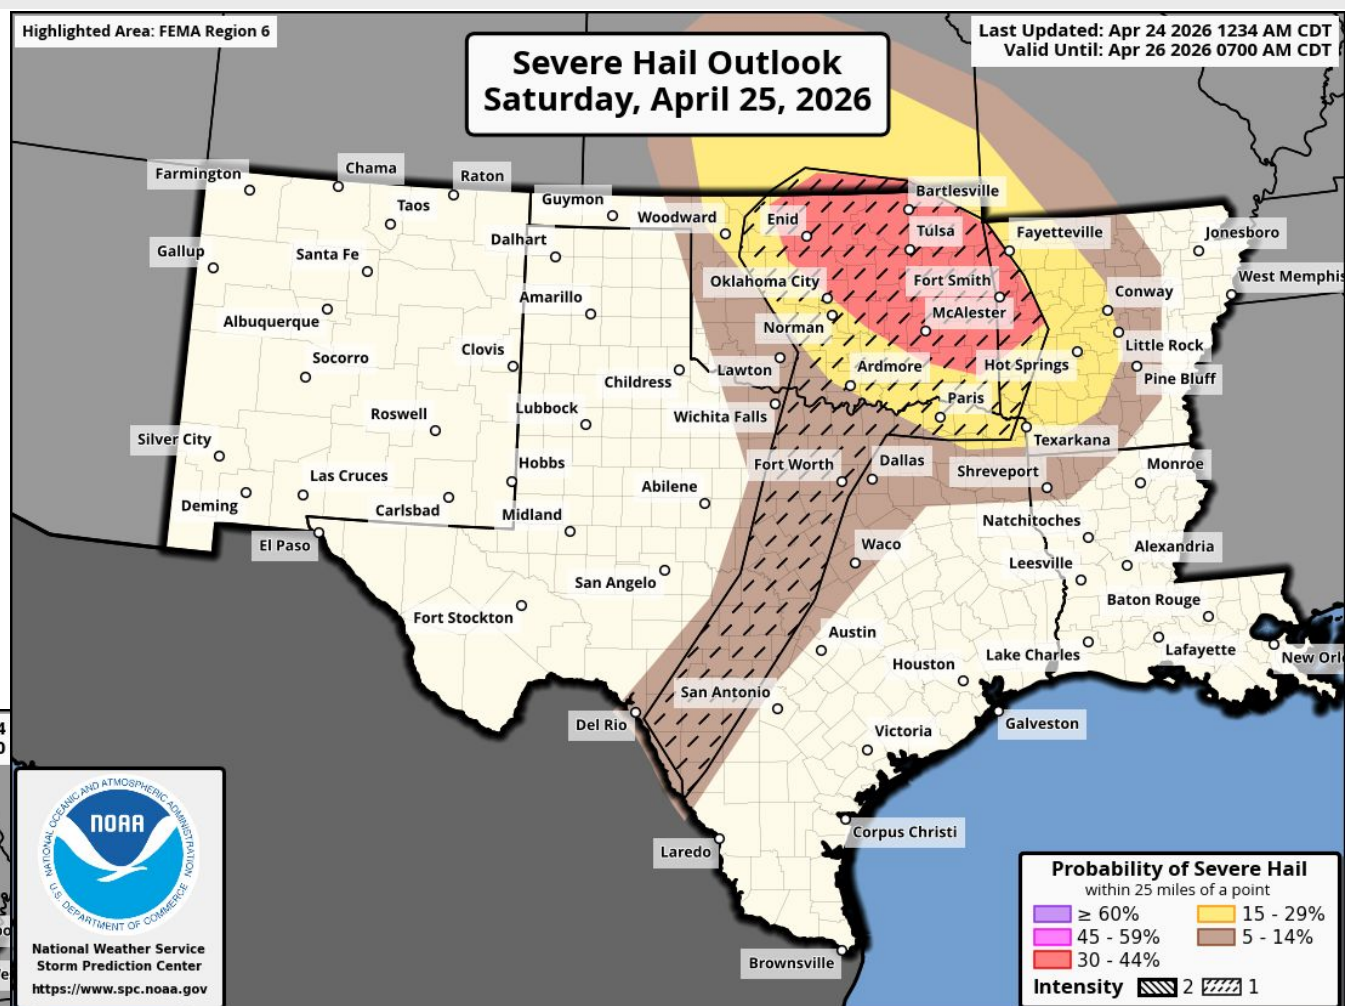 Highlighted Area: FEMA Region 6
Severe Hail Outlook
Saturday, April 25, 2026
Last Updated: Apr 24 2026 1234 AM CDT
Valid Until: Apr 26 2026 0700 AM CDT
Farmington
Chama
Raton
Taos
Guymon
Woodward
Enid
Bartlesville
Tulsa
Fayetteville
Jonesboro
Gallup
Santa Fe
Dalhart
Oklahoma City
Fort Smith
West Memphis
Albuquerque
Amarillo
Norman
McAlester
Conway
Socorro
Clovis
Childress
Lawton
Ardmore
Hot Springs
Little Rock
Pine Bluff
Roswell
Lubbock
Wichita Falls
Paris
Texarkana
Silver City
Las Cruces
Hobbs
Abilene
Fort Worth
Dallas
Shreveport
Monroe
Deming
Carlsbad
Midland
Natchitoches
El Paso
San Angelo
Waco
Leesville
Alexandria
Fort Stockton
Austin
Houston
Lake Charles
Baton Rouge
Lafayette
Del Rio
San Antonio
Victoria
Galveston
Laredo
Corpus Christi
Brownsville
NATIONAL OCEANIC AND ATMOSPHERIC ADMINISTRATION
NOAA
U.S. DEPARTMENT OF COMMERCE
National Weather Service
Storm Prediction Center
https://www.spc.noaa.gov
Probability of Severe Hail
within 25 miles of a point
≥ 60%
15 - 29%
45 - 59%
5 - 14%
30 - 44%
Intensity 2 1